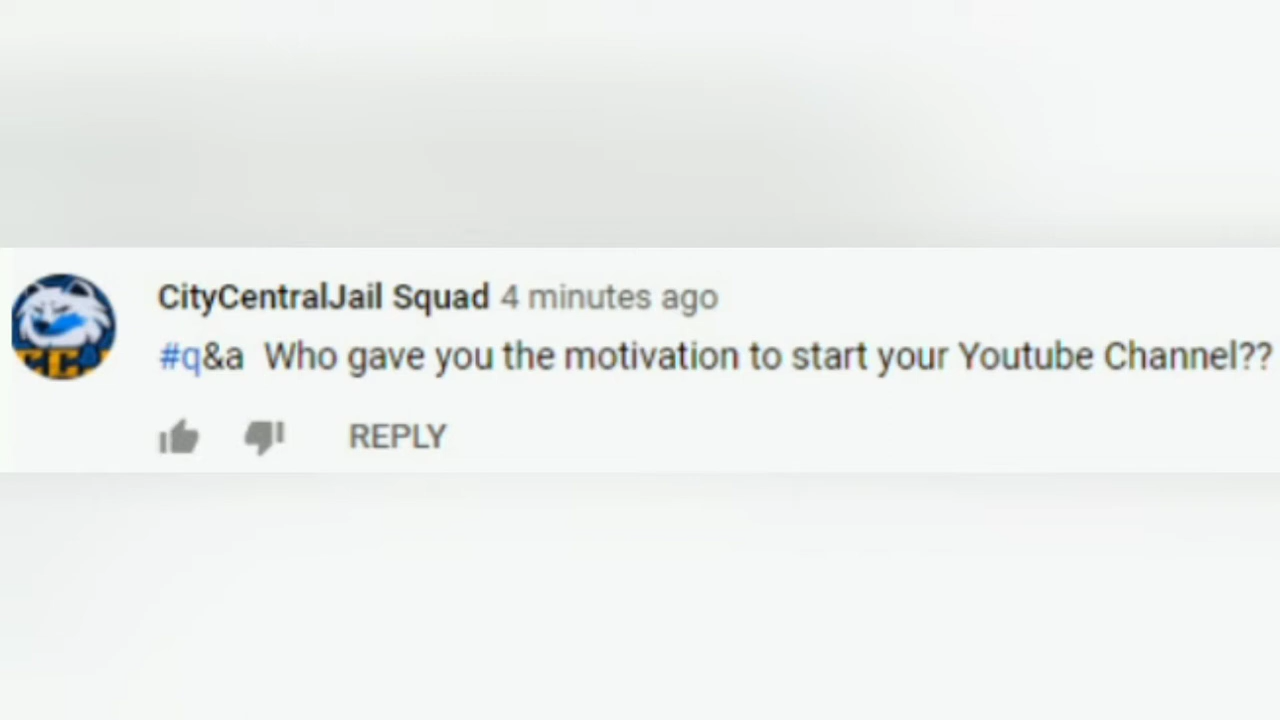 CityCentralJail Squad 4 minutes ago
#q&a Who gave you the motivation to start your Youtube Channel??
REPLY